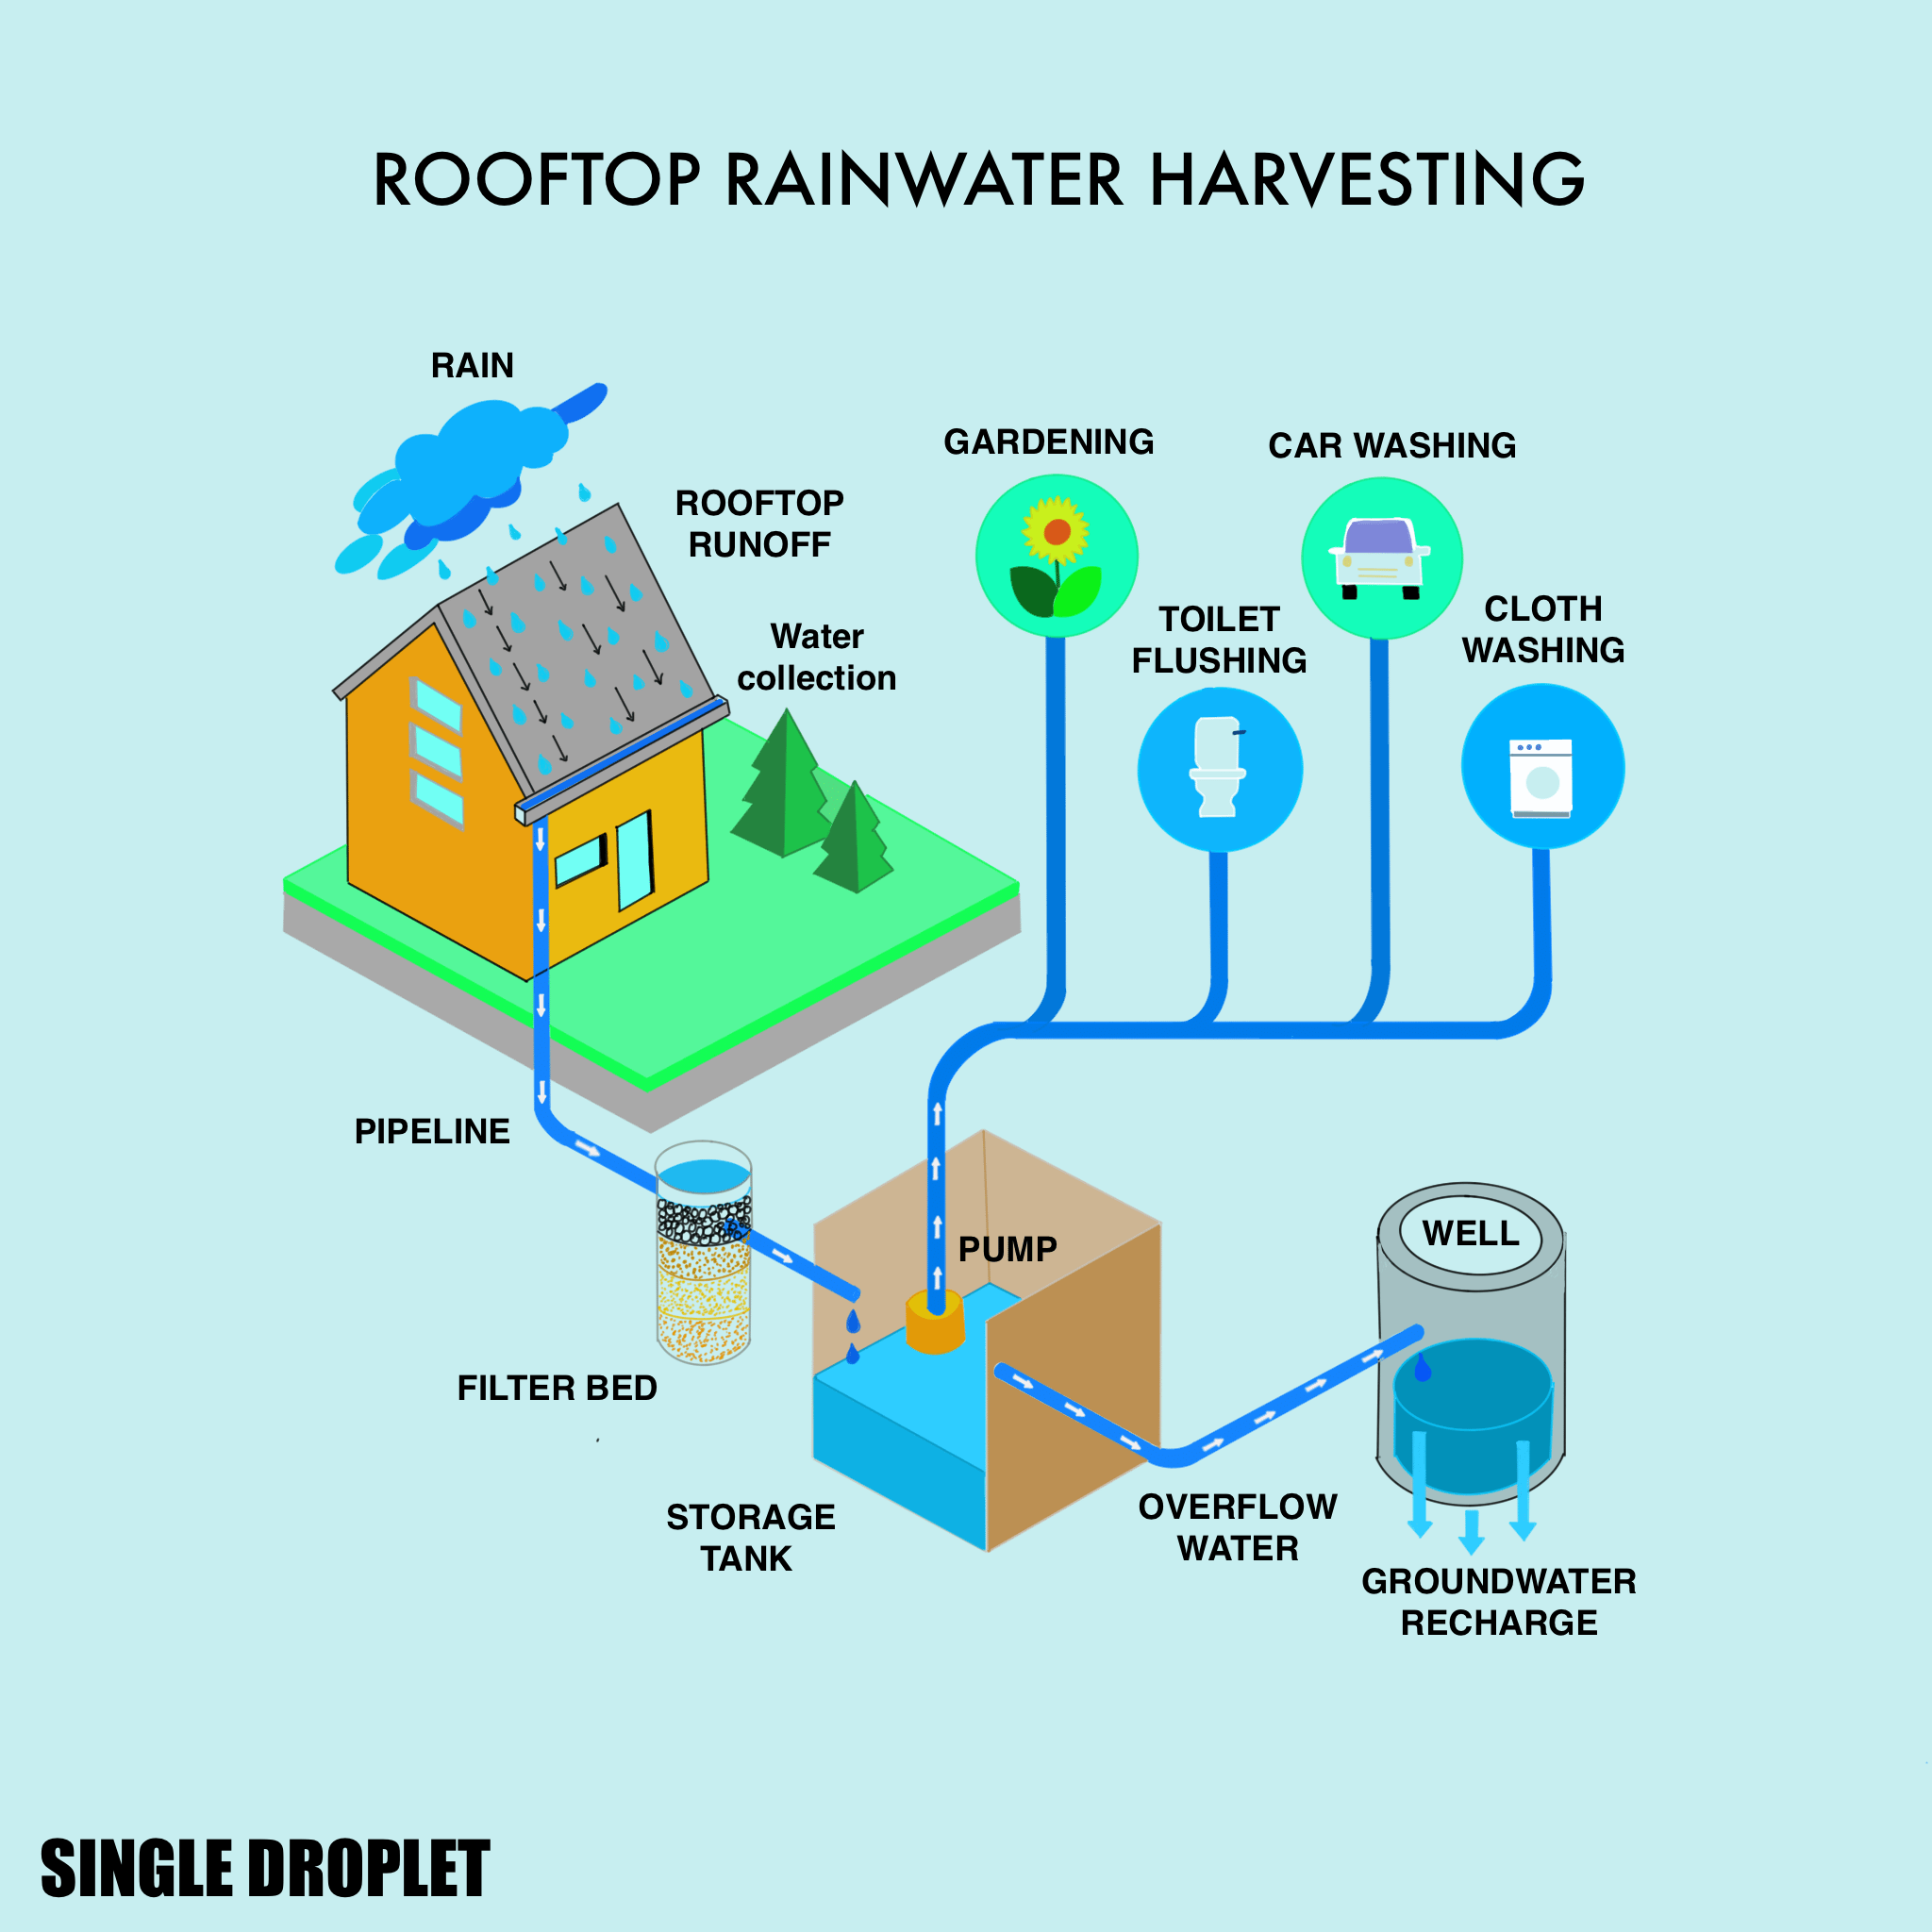 ROOFTOP RAINWATER HARVESTING
RAIN
ROOFTOP
RUNOFF
Water
collection
GARDENING
CAR WASHING
TOILET
FLUSHING
CLOTH
WASHING
PIPELINE
FILTER BED
PUMP
WELL
STORAGE
TANK
OVERFLOW
WATER
GROUNDWATER
RECHARGE
SINGLE DROPLET